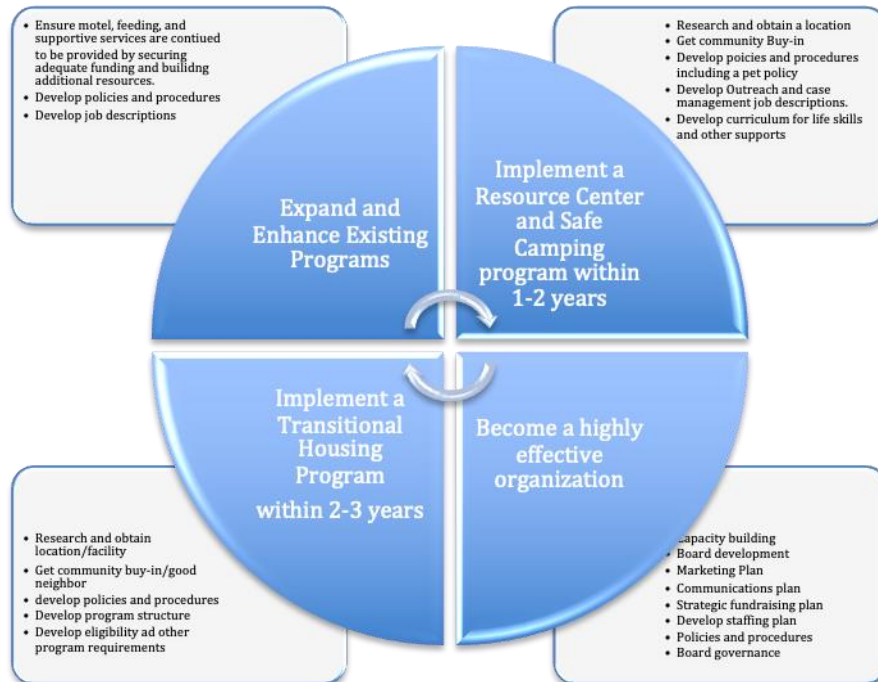 • Ensure motel, feeding, and
supportive services are contiued
to be provided by securing
adequate funding and builidng
additional resources.
• Develop policies and procedures
• Develop job descriptions
• Research and obtain a location
• Get community Buy-in
• Develop poicies and procedures
including a pet policy
• Develop Outreach and case
management job descriptions.
• Develop curriculum for life skills
and other supports
Expand and
Enhance Existing
Programs
Implement a
Resource Center
and Safe
Camping
program within
1-2 years
Implement a
Transitional
Housing
Program
within 2-3 years
Become a highly
effective
organization
• Research and obtain
location/facility
• Get community buy-in/good
neighbor
• develop policies and procedures
• Develop program structure
• Develop eligibility ad other
program requirements
• Capacity building
• Board development
• Marketing Plan
• Communications plan
• Strategic fundraising plan
• Develop staffing plan
• Policies and procedures
• Board governance